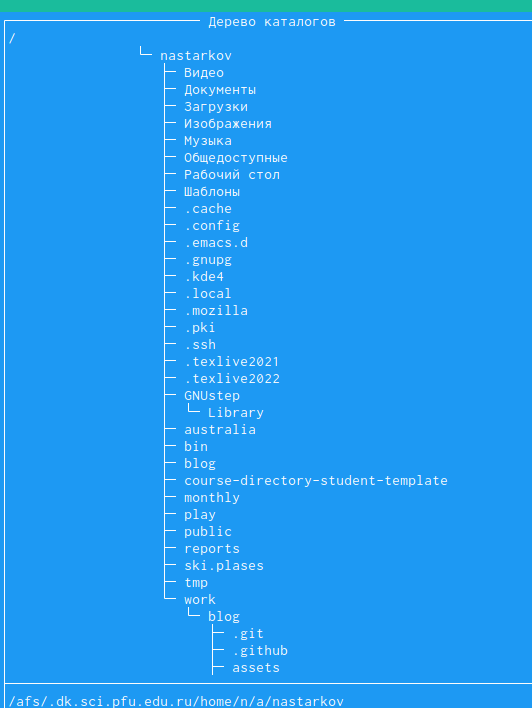 Дерево каталогов
/
nastarkov
Видео
Документы
Загрузки
Изображения
Музыка
Общедоступные
Рабочий стол
Шаблоны
.cache
.config
.emacs.d
.gnupg
.kde4
.local
.mozilla
.pki
.ssh
.texlive2021
.texlive2022
GNUstep
Library
australia
bin
blog
course-directory-student-template
monthly
play
public
reports
ski.plases
tmp
work
blog
.git
.github
assets
/afs/.dk.sci.pfu.edu.ru/home/n/a/nastarkov